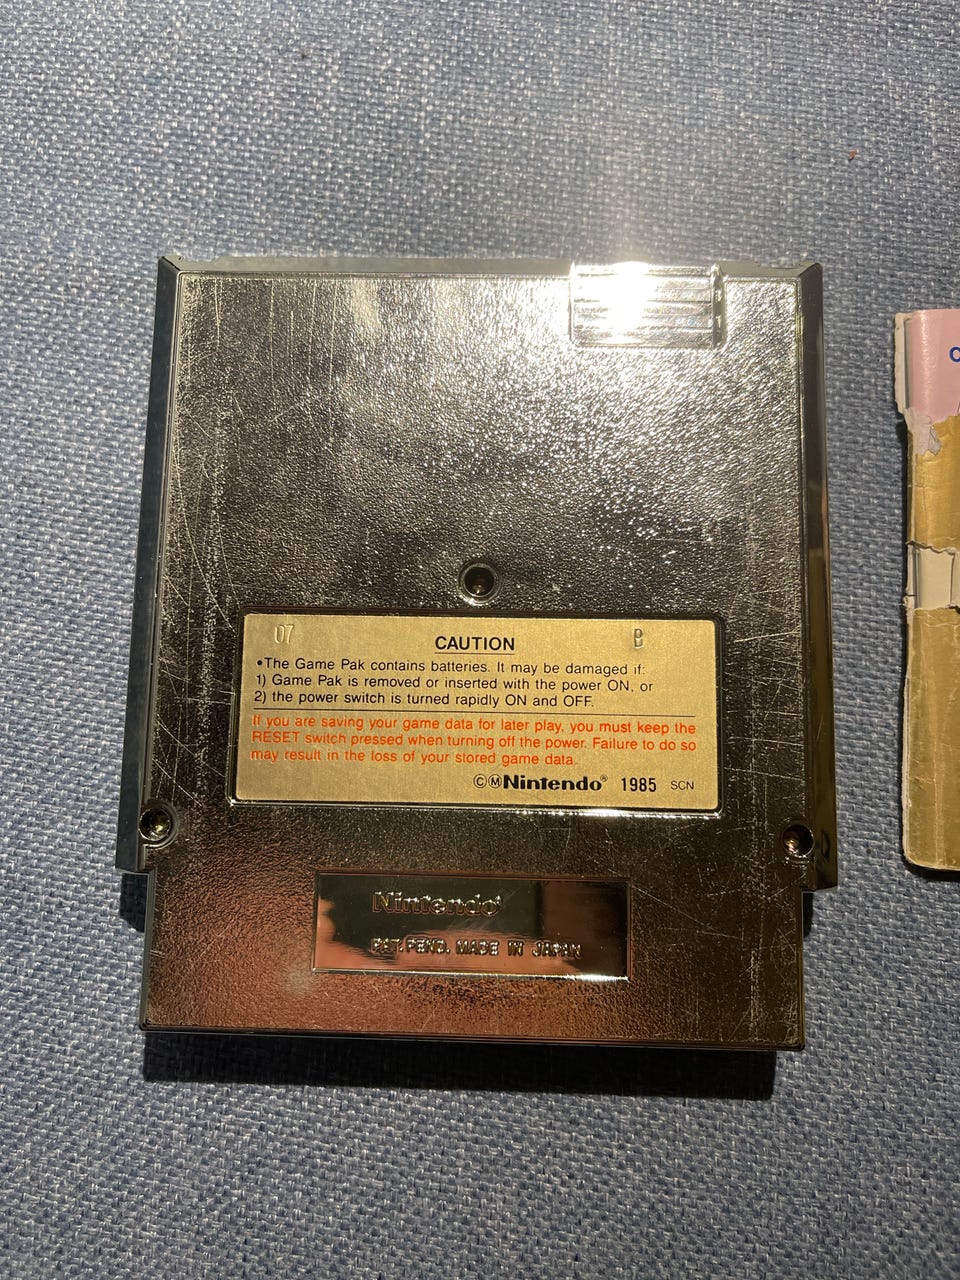 07 B
CAUTION
•The Game Pak contains batteries. It may be damaged if:
1) Game Pak is removed or inserted with the power ON, or
2) the power switch is turned rapidly ON and OFF.
If you are saving your game data for later play, you must keep the
RESET switch pressed when turning off the power. Failure to do so
may result in the loss of your stored game data.
©Ⓜ Nintendo® 1985 SCN
Nintendo®
PAT. PEND. MADE IN JAPAN